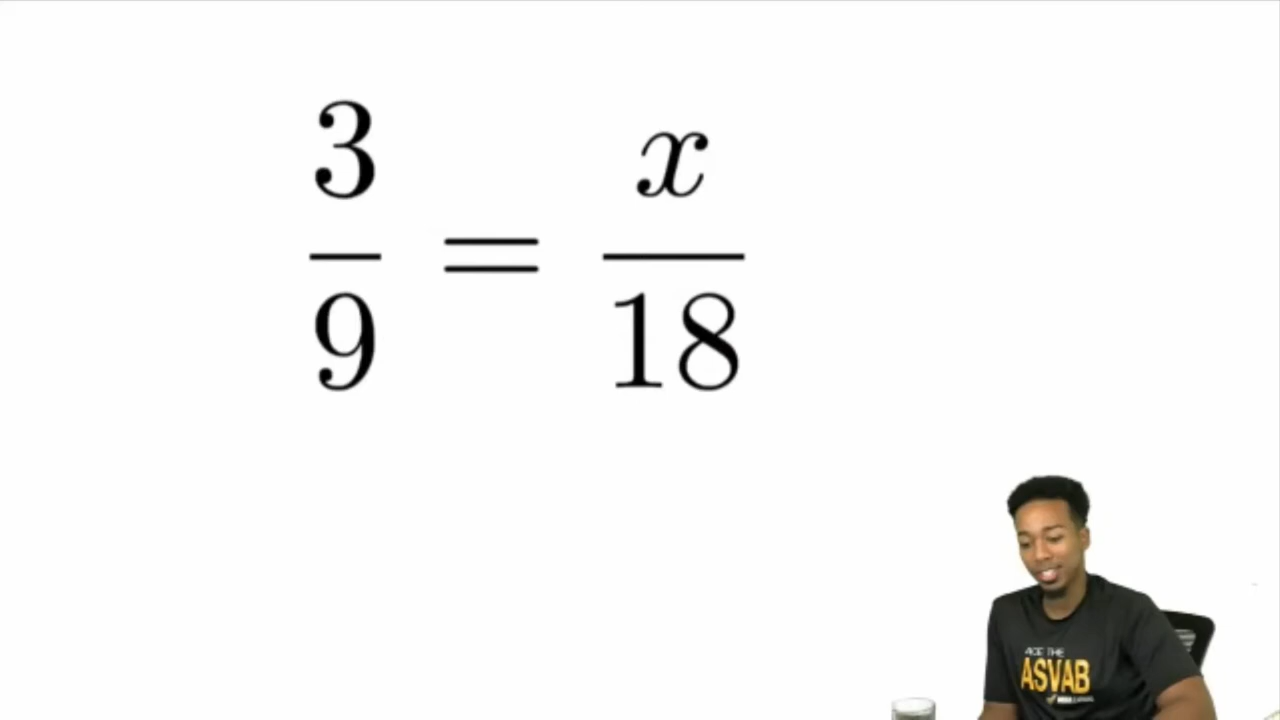 3/9 = x/18
ACE THE
ASVAB